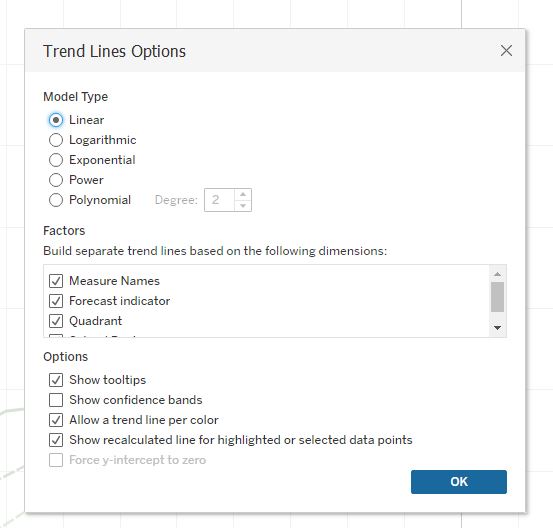 Trend Lines Options
Model Type
Linear
Logarithmic
Exponential
Power
Polynomial Degree: 2
Factors
Build separate trend lines based on the following dimensions:
Measure Names
Forecast indicator
Quadrant
Options
Show tooltips
Show confidence bands
Allow a trend line per color
Show recalculated line for highlighted or selected data points
Force y-intercept to zero
OK